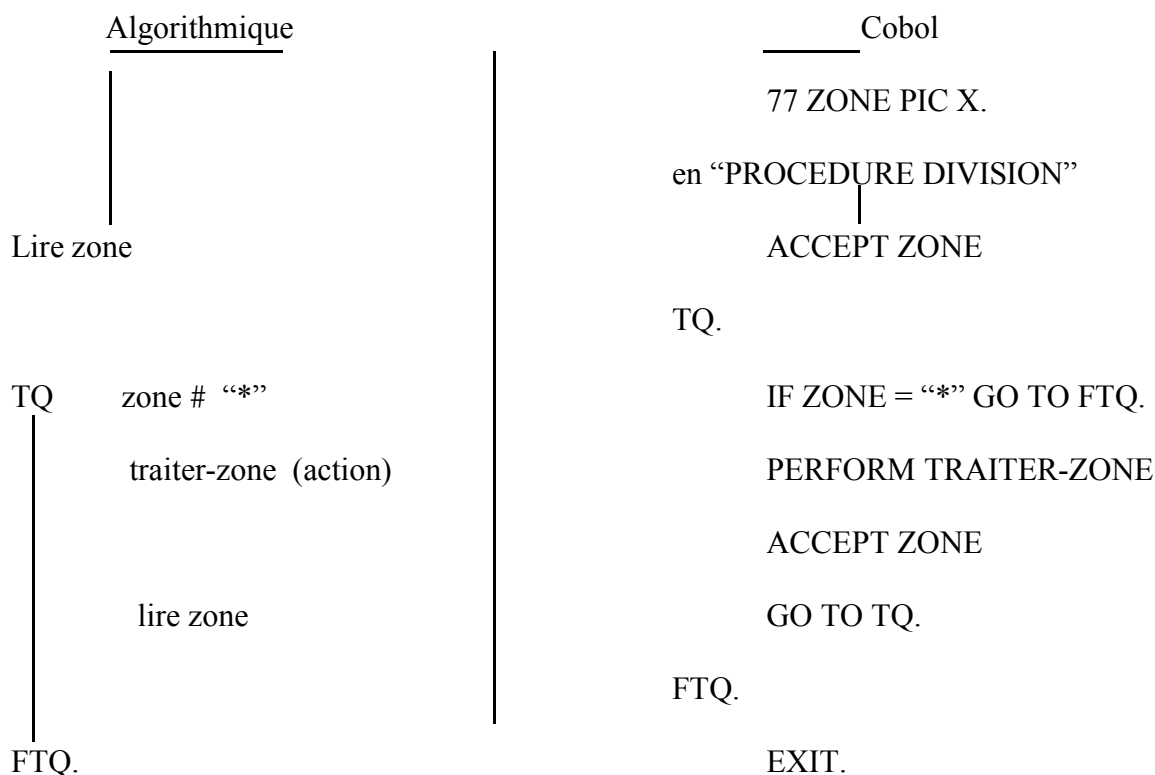 Algorithmique Cobol
77 ZONE PIC X.
en “PROCEDURE DIVISION”
Lire zone ACCEPT ZONE
TQ.
TQ zone # “*” IF ZONE = “*” GO TO FTQ.
traiter-zone (action) PERFORM TRAITER-ZONE
ACCEPT ZONE
lire zone GO TO TQ.
FTQ.
FTQ. EXIT.